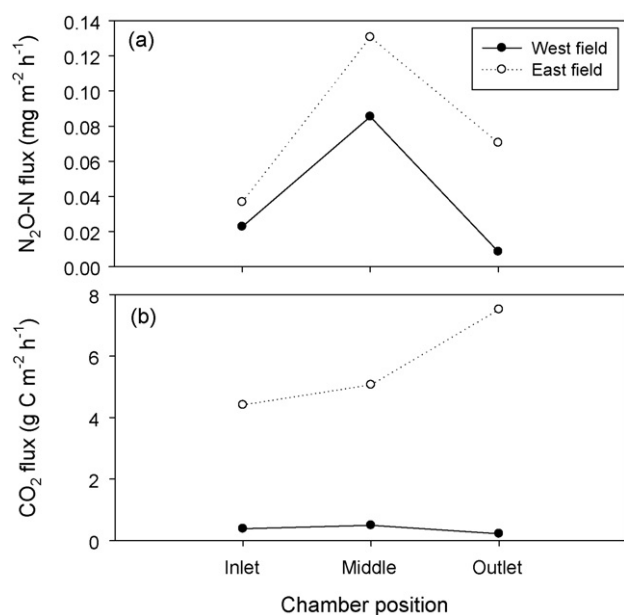 (a)
West field
East field
N₂O-N flux (mg m⁻² h⁻¹)
0.14
0.12
0.10
0.08
0.06
0.04
0.02
0.00
(b)
CO₂ flux (g C m⁻² h⁻¹)
8
6
4
2
0
Inlet Middle Outlet
Chamber position